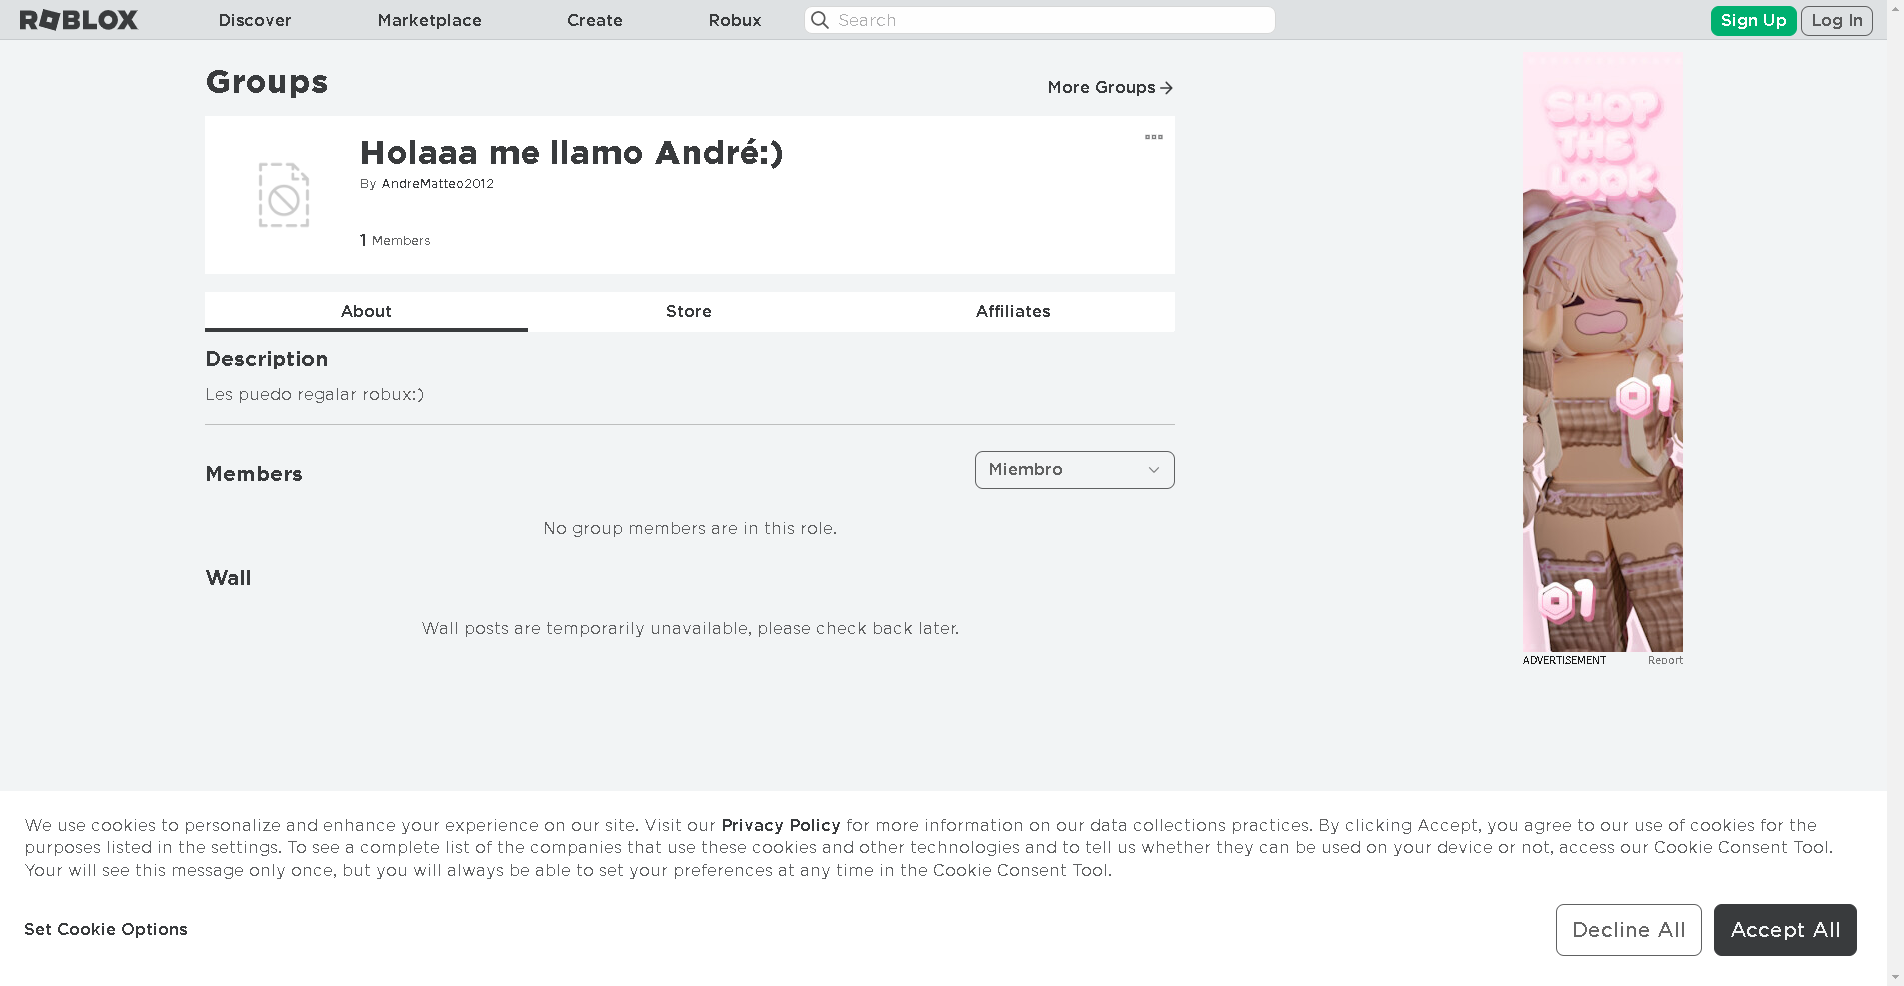 ROBLOX
Discover
Marketplace
Create
Robux
Search
Sign Up
Log In
Groups
More Groups
Holaaa me llamo André:)
By AndreMatteo2012
1 Members
About
Store
Affiliates
Description
Les puedo regalar robux:)
Members
Miembro
No group members are in this role.
Wall
Wall posts are temporarily unavailable, please check back later.
SHOP
THE
LOOK
1
1
ADVERTISEMENT
Report
We use cookies to personalize and enhance your experience on our site. Visit our Privacy Policy for more information on our data collections practices. By clicking Accept, you agree to our use of cookies for the
purposes listed in the settings. To see a complete list of the companies that use these cookies and other technologies and to tell us whether they can be used on your device or not, access our Cookie Consent Tool.
Your will see this message only once, but you will always be able to set your preferences at any time in the Cookie Consent Tool.
Set Cookie Options
Decline All
Accept All